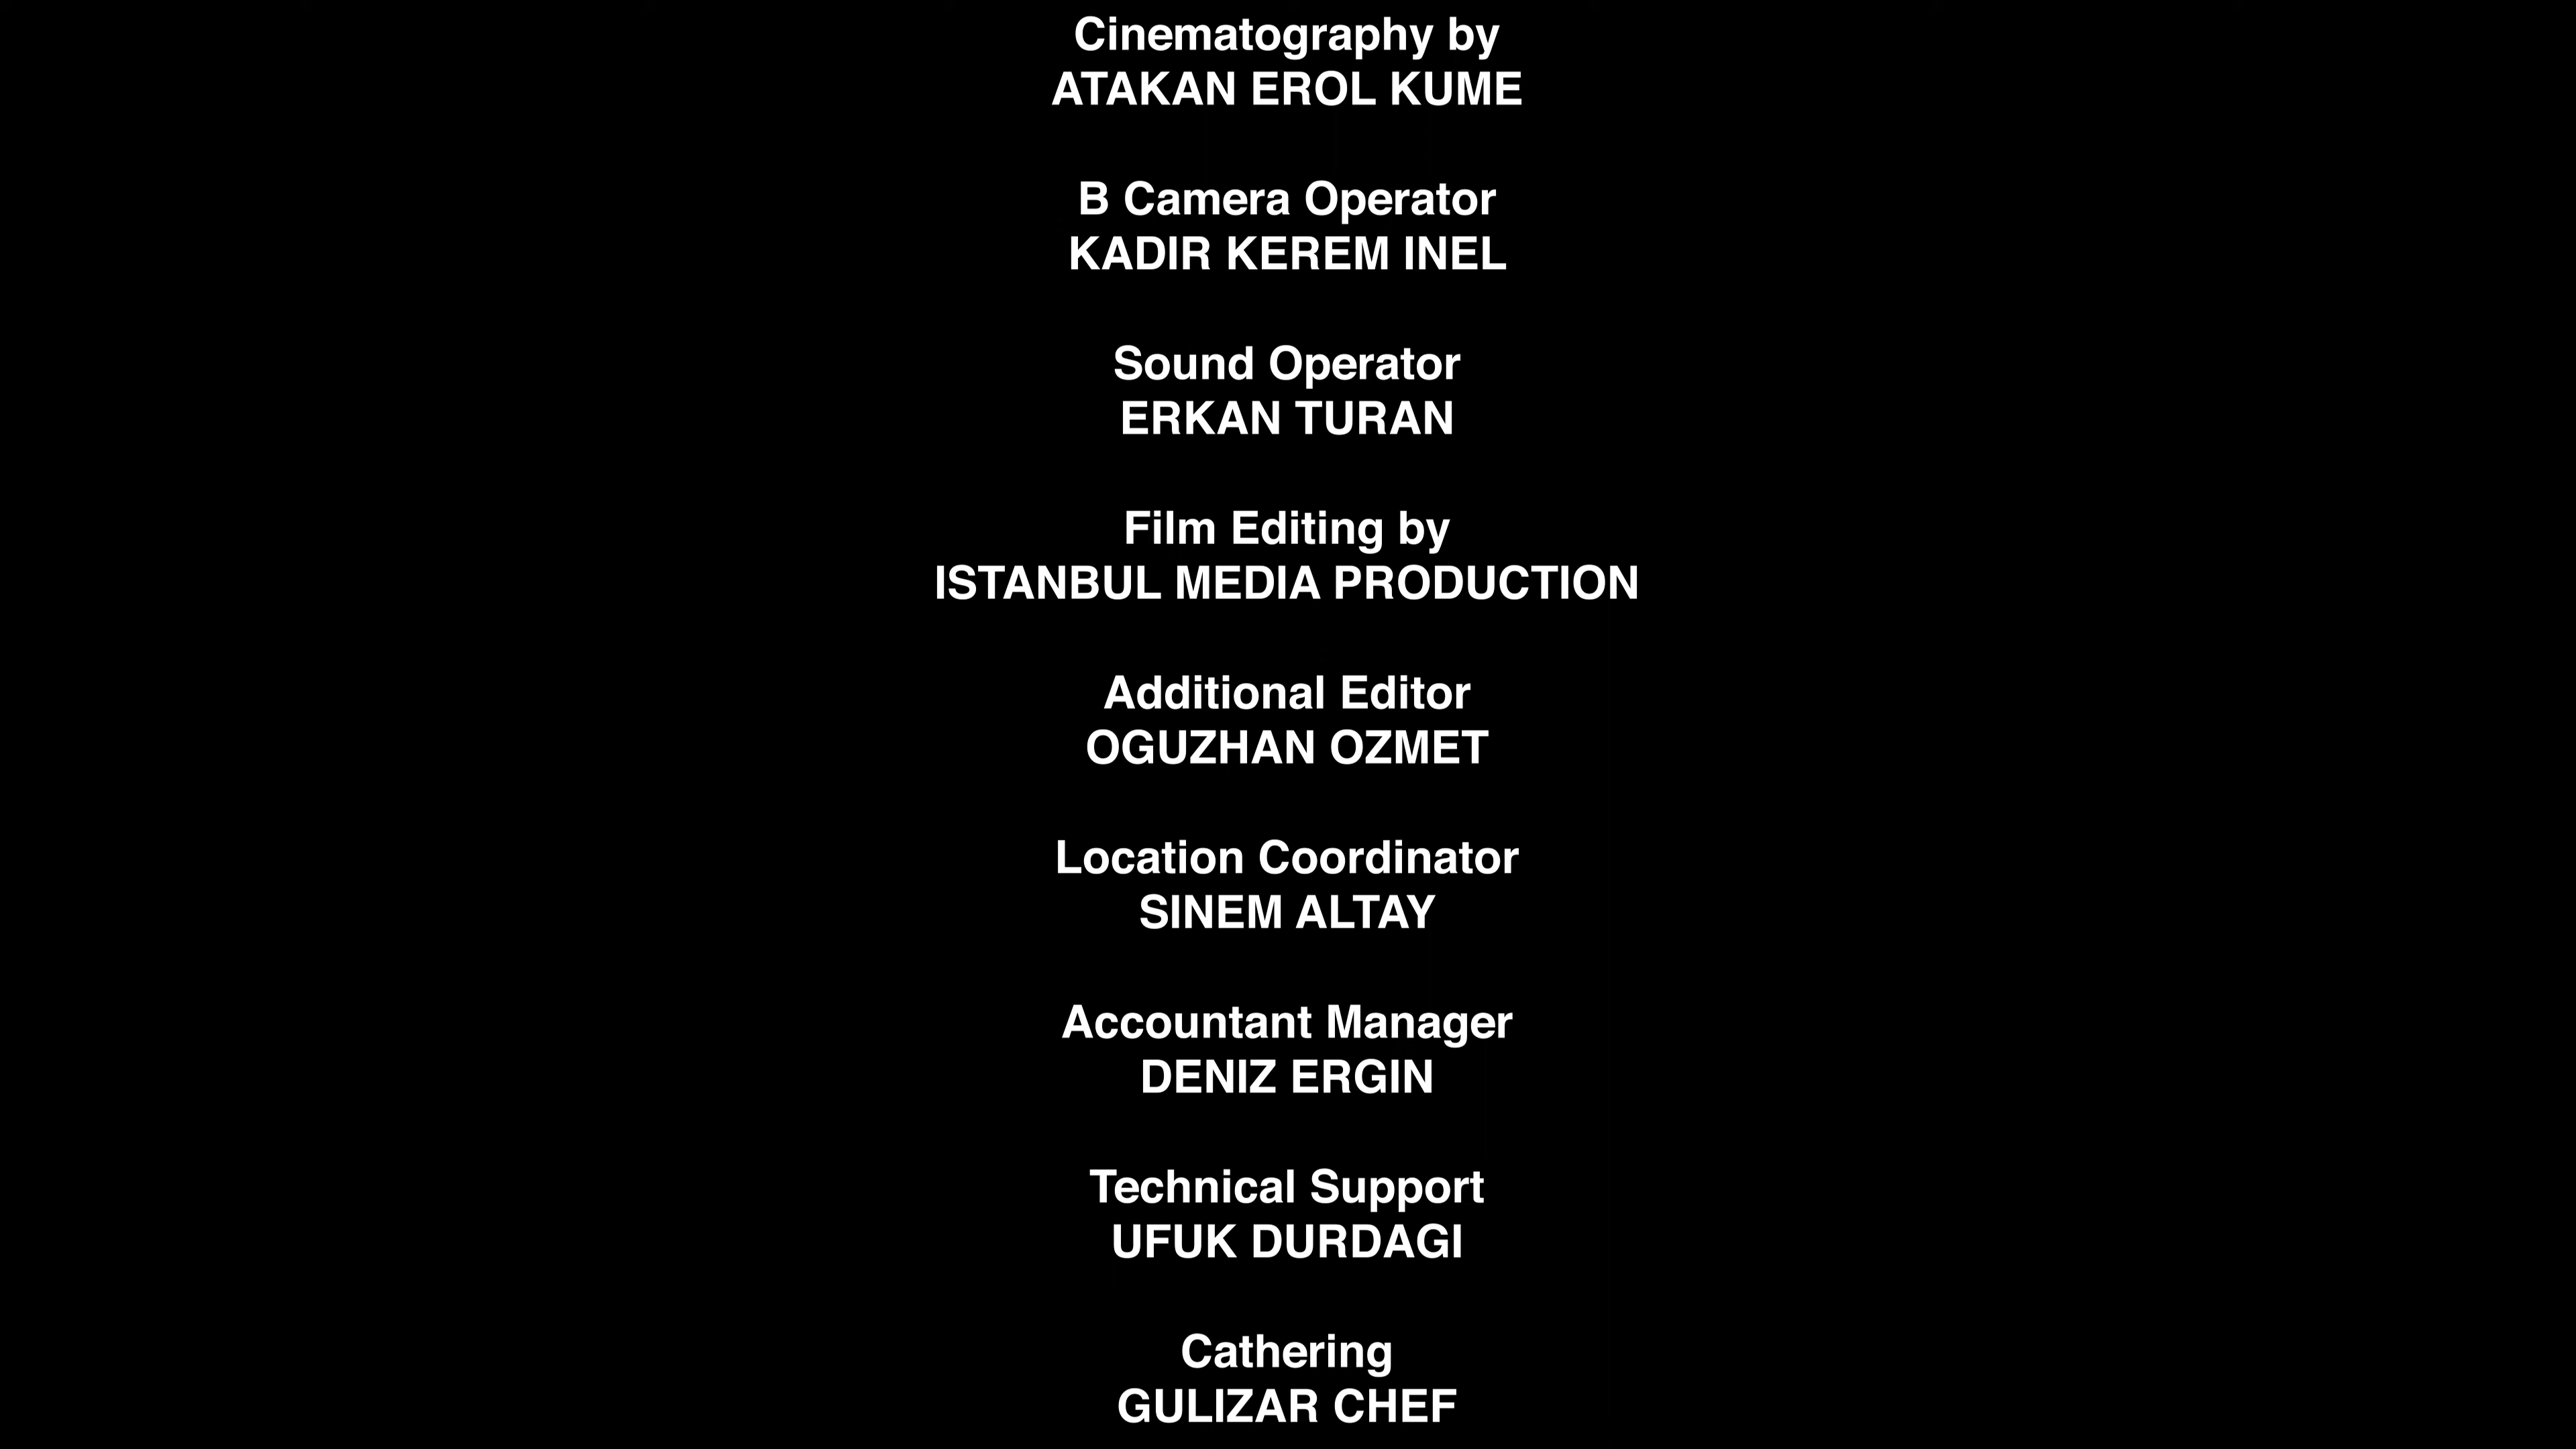 Cinematography by
ATAKAN EROL KUME
B Camera Operator
KADIR KEREM INEL
Sound Operator
ERKAN TURAN
Film Editing by
ISTANBUL MEDIA PRODUCTION
Additional Editor
OGUZHAN OZMET
Location Coordinator
SINEM ALTAY
Accountant Manager
DENIZ ERGIN
Technical Support
UFUK DURDAGI
Cathering
GULIZAR CHEF